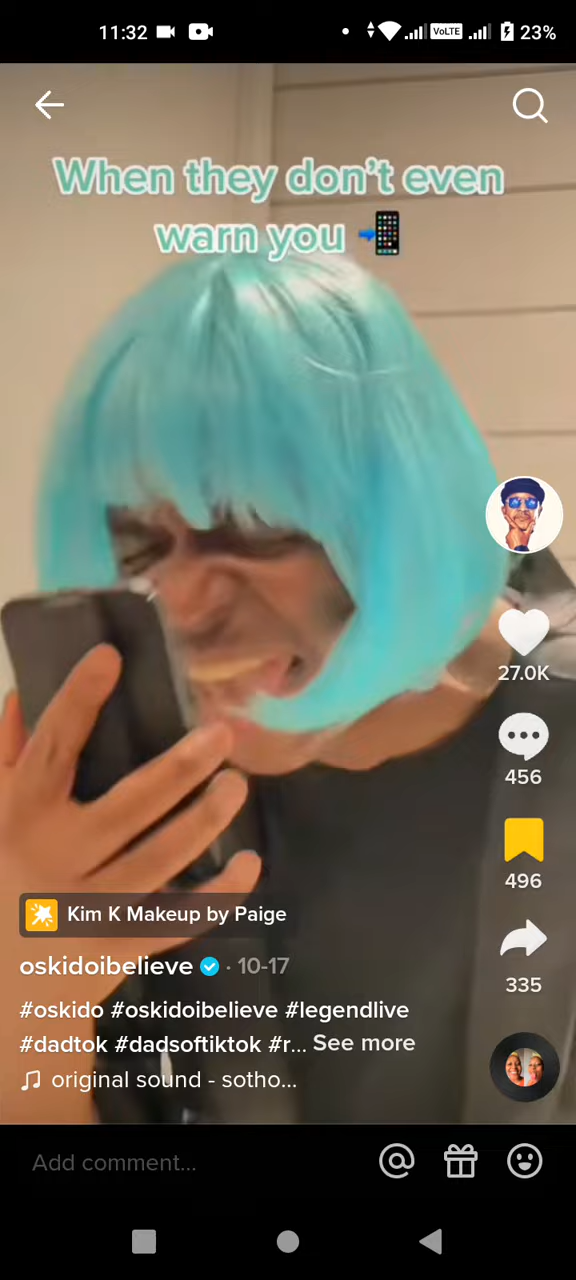 11:32
VoLTE
23%
When they don't even
warn you
27.0K
456
496
335
Kim K Makeup by Paige
oskidoibelieve · 10-17
#oskido #oskidoibelieve #legendlive
#dadtok #dadsoftiktok #r... See more
original sound - sotho...
Add comment...